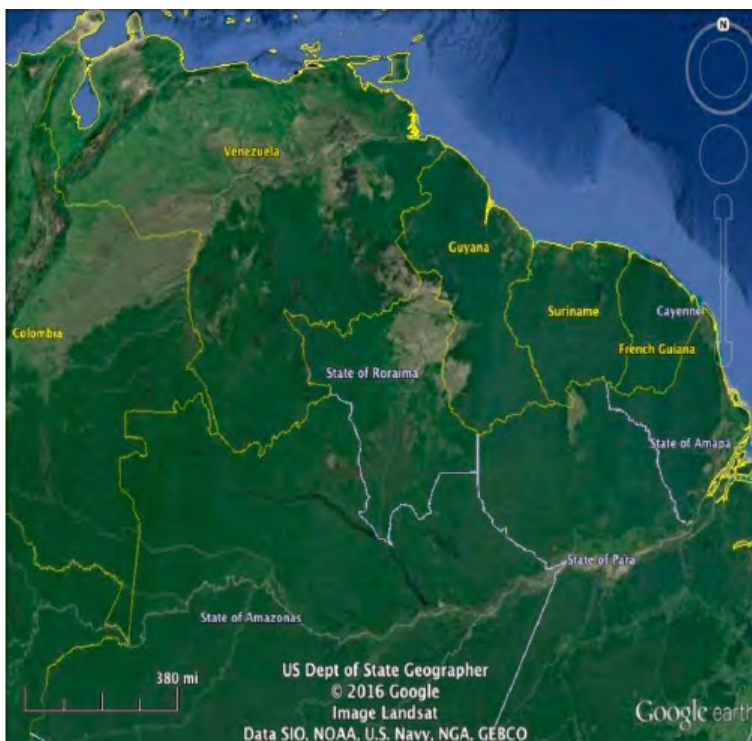 N
Venezuela
Guyana
Suriname
Cayenne
Colombia
French Guiana
State of Roraima
State of Amapá
State of Para
State of Amazonas
380 mi
US Dept of State Geographer
© 2016 Google
Image Landsat
Data SIO, NOAA, U.S. Navy, NGA, GEBCO
Google earth